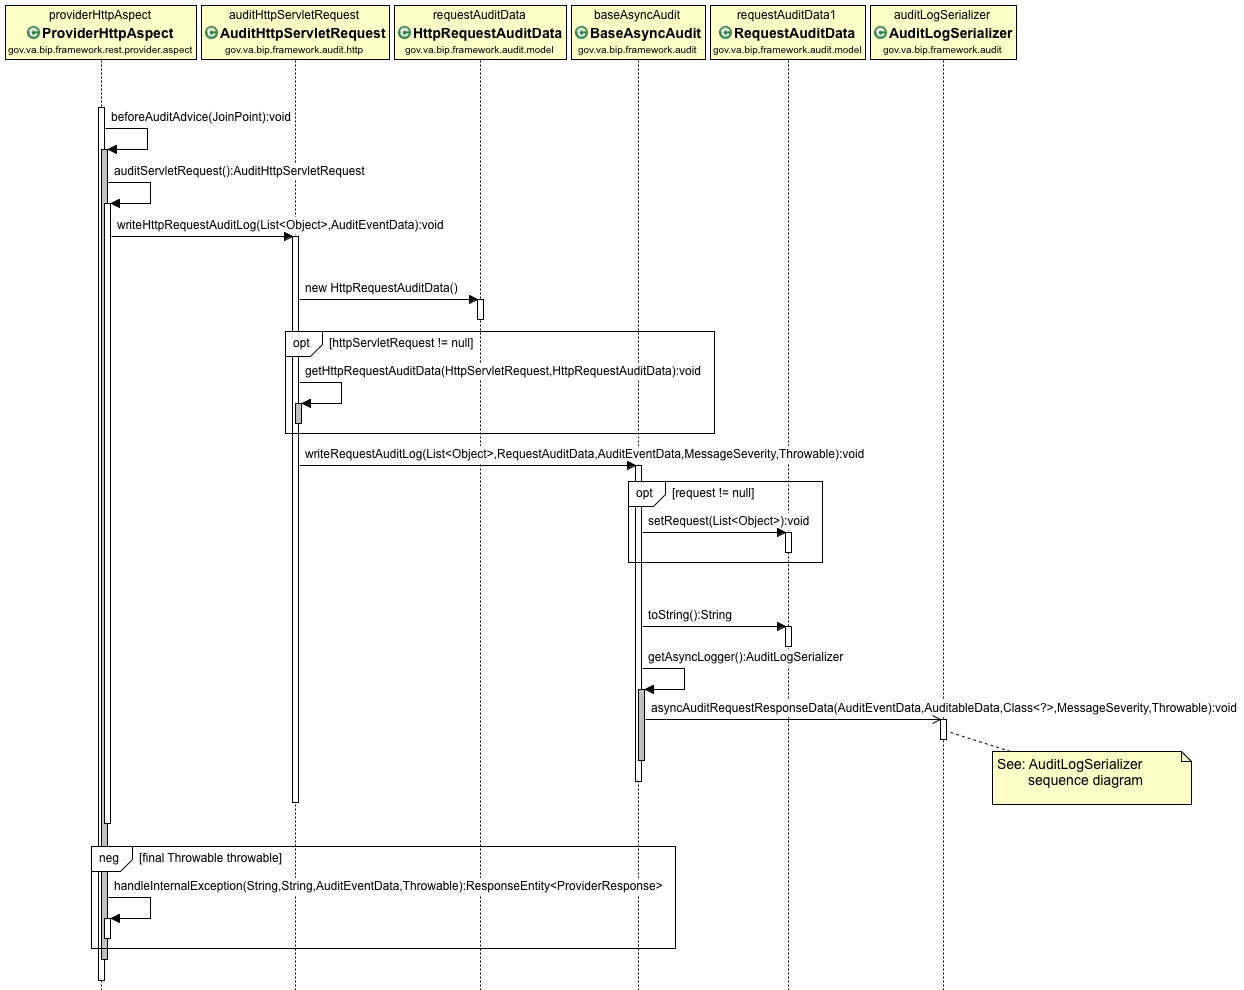 providerHttpAspect
ProviderHttpAspect
gov.va.bip.framework.rest.provider.aspect
auditHttpServletRequest
AuditHttpServletRequest
gov.va.bip.framework.audit.http
requestAuditData
HttpRequestAuditData
gov.va.bip.framework.audit.model
baseAsyncAudit
BaseAsyncAudit
gov.va.bip.framework.audit
requestAuditData1
RequestAuditData
gov.va.bip.framework.audit.model
auditLogSerializer
AuditLogSerializer
gov.va.bip.framework.audit
beforeAuditAdvice(JoinPoint):void
auditServletRequest():AuditHttpServletRequest
writeHttpRequestAuditLog(List<Object>,AuditEventData):void
new HttpRequestAuditData()
opt [httpServletRequest != null]
getHttpRequestAuditData(HttpServletRequest,HttpRequestAuditData):void
writeRequestAuditLog(List<Object>,RequestAuditData,AuditEventData,MessageSeverity,Throwable):void
opt [request != null]
setRequest(List<Object>):void
toString():String
getAsyncLogger():AuditLogSerializer
asyncAuditRequestResponseData(AuditEventData,AuditableData,Class<?>,MessageSeverity,Throwable):void
See: AuditLogSerializer
sequence diagram
neg [final Throwable throwable]
handleInternalException(String,String,AuditEventData,Throwable):ResponseEntity<ProviderResponse>